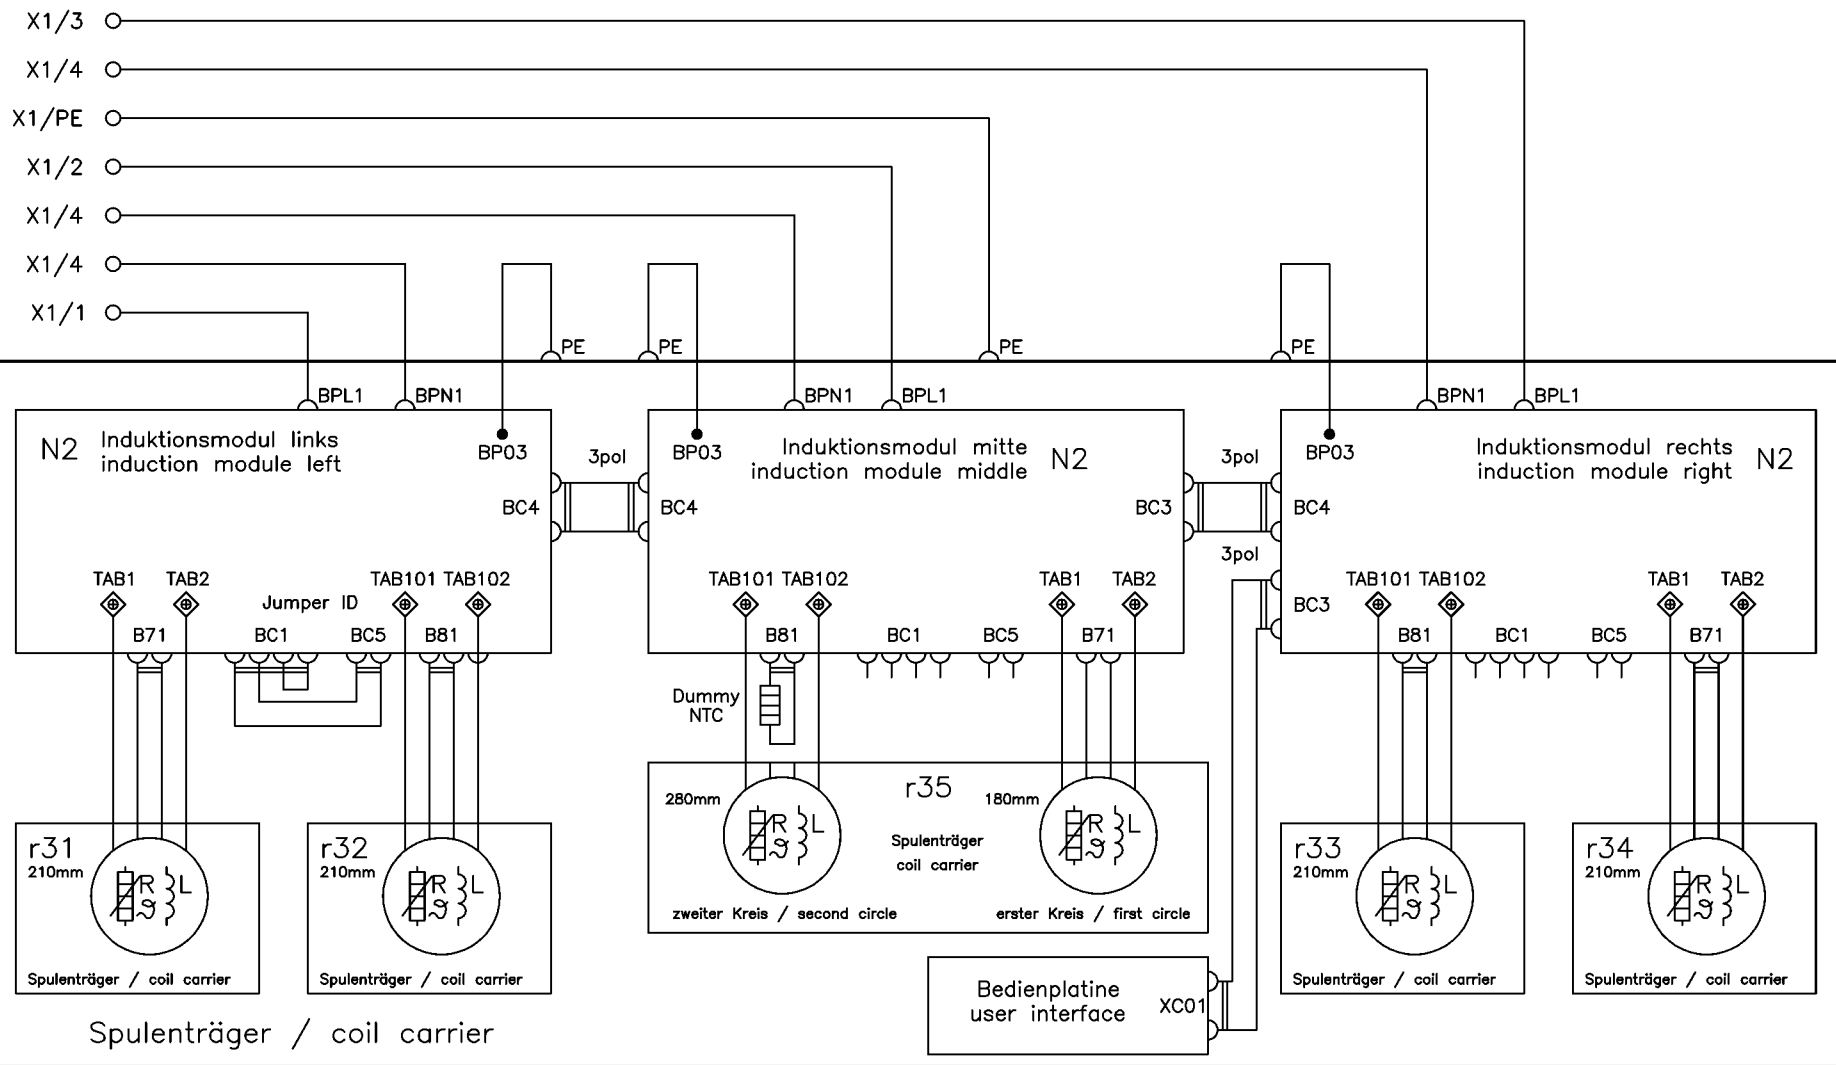 X1/3
X1/4
X1/PE
X1/2
X1/4
X1/4
X1/1
PE
PE
PE
PE
BPL1
BPN1
BPN1
BPL1
BPN1
BPL1
N2
Induktionsmodul links
induction module left
BP03
3pol
BC4
TAB1
TAB2
Jumper ID
TAB101
TAB102
B71
BC1
BC5
B81
BP03
Induktionsmodul mitte
induction module middle
N2
BC4
BC3
3pol
3pol
TAB101
TAB102
TAB1
TAB2
B81
BC1
BC5
B71
BP03
Induktionsmodul rechts
induction module right
N2
BC4
BC3
TAB101
TAB102
TAB1
TAB2
B81
BC1
BC5
B71
Dummy
NTC
r31
210mm
R
L
ϑ
Spulenträger / coil carrier
r32
210mm
R
L
ϑ
Spulenträger / coil carrier
280mm
R
L
ϑ
r35
Spulenträger
coil carrier
180mm
R
L
ϑ
zweiter Kreis / second circle
erster Kreis / first circle
r33
210mm
R
L
ϑ
Spulenträger / coil carrier
r34
210mm
R
L
ϑ
Spulenträger / coil carrier
Bedienplatine
user interface
XC01
Spulenträger / coil carrier